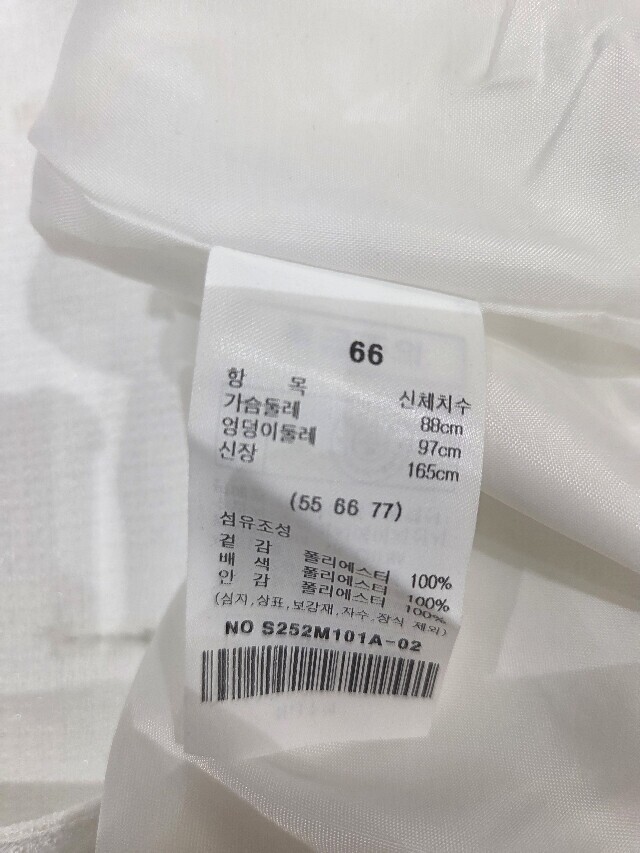 66
항 목 신체치수
가슴둘레 88cm
엉덩이둘레 97cm
신장 165cm
(55 66 77)
섬유조성
겉 감 폴리에스터 100%
배 색 폴리에스터 100%
안 감 폴리에스터 100%
(심지,상표,보강재,자수,장식 제외)
NO S252M101A-02